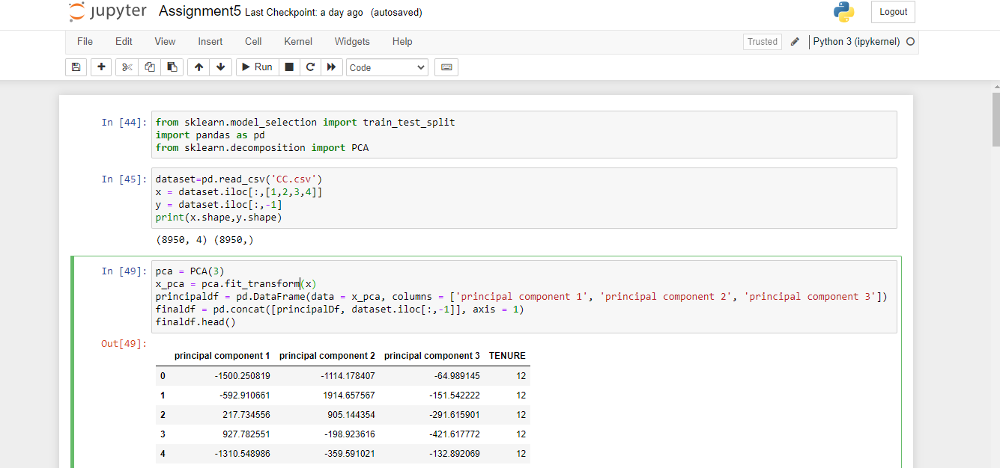 jupyter Assignment5 Last Checkpoint: a day ago (autosaved)
Logout
File Edit View Insert Cell Kernel Widgets Help
Trusted Python 3 (ipykernel)
Run Code
In [44]: from sklearn.model_selection import train_test_split
import pandas as pd
from sklearn.decomposition import PCA
In [45]: dataset=pd.read_csv('CC.csv')
x = dataset.iloc[:,[1,2,3,4]]
y = dataset.iloc[:,-1]
print(x.shape,y.shape)
(8950, 4) (8950,)
In [49]: pca = PCA(3)
x_pca = pca.fit_transform(x)
principaldf = pd.DataFrame(data = x_pca, columns = ['principal component 1', 'principal component 2', 'principal component 3'])
finaldf = pd.concat([principalDf, dataset.iloc[:,-1]], axis = 1)
finaldf.head()
Out[49]:
principal component 1 principal component 2 principal component 3 TENURE
0 -1500.250819 -1114.178407 -64.989145 12
1 -592.910661 1914.657567 -151.542222 12
2 217.734556 905.144354 -291.615901 12
3 927.782551 -198.923616 -421.617772 12
4 -1310.548986 -359.591021 -132.892069 12